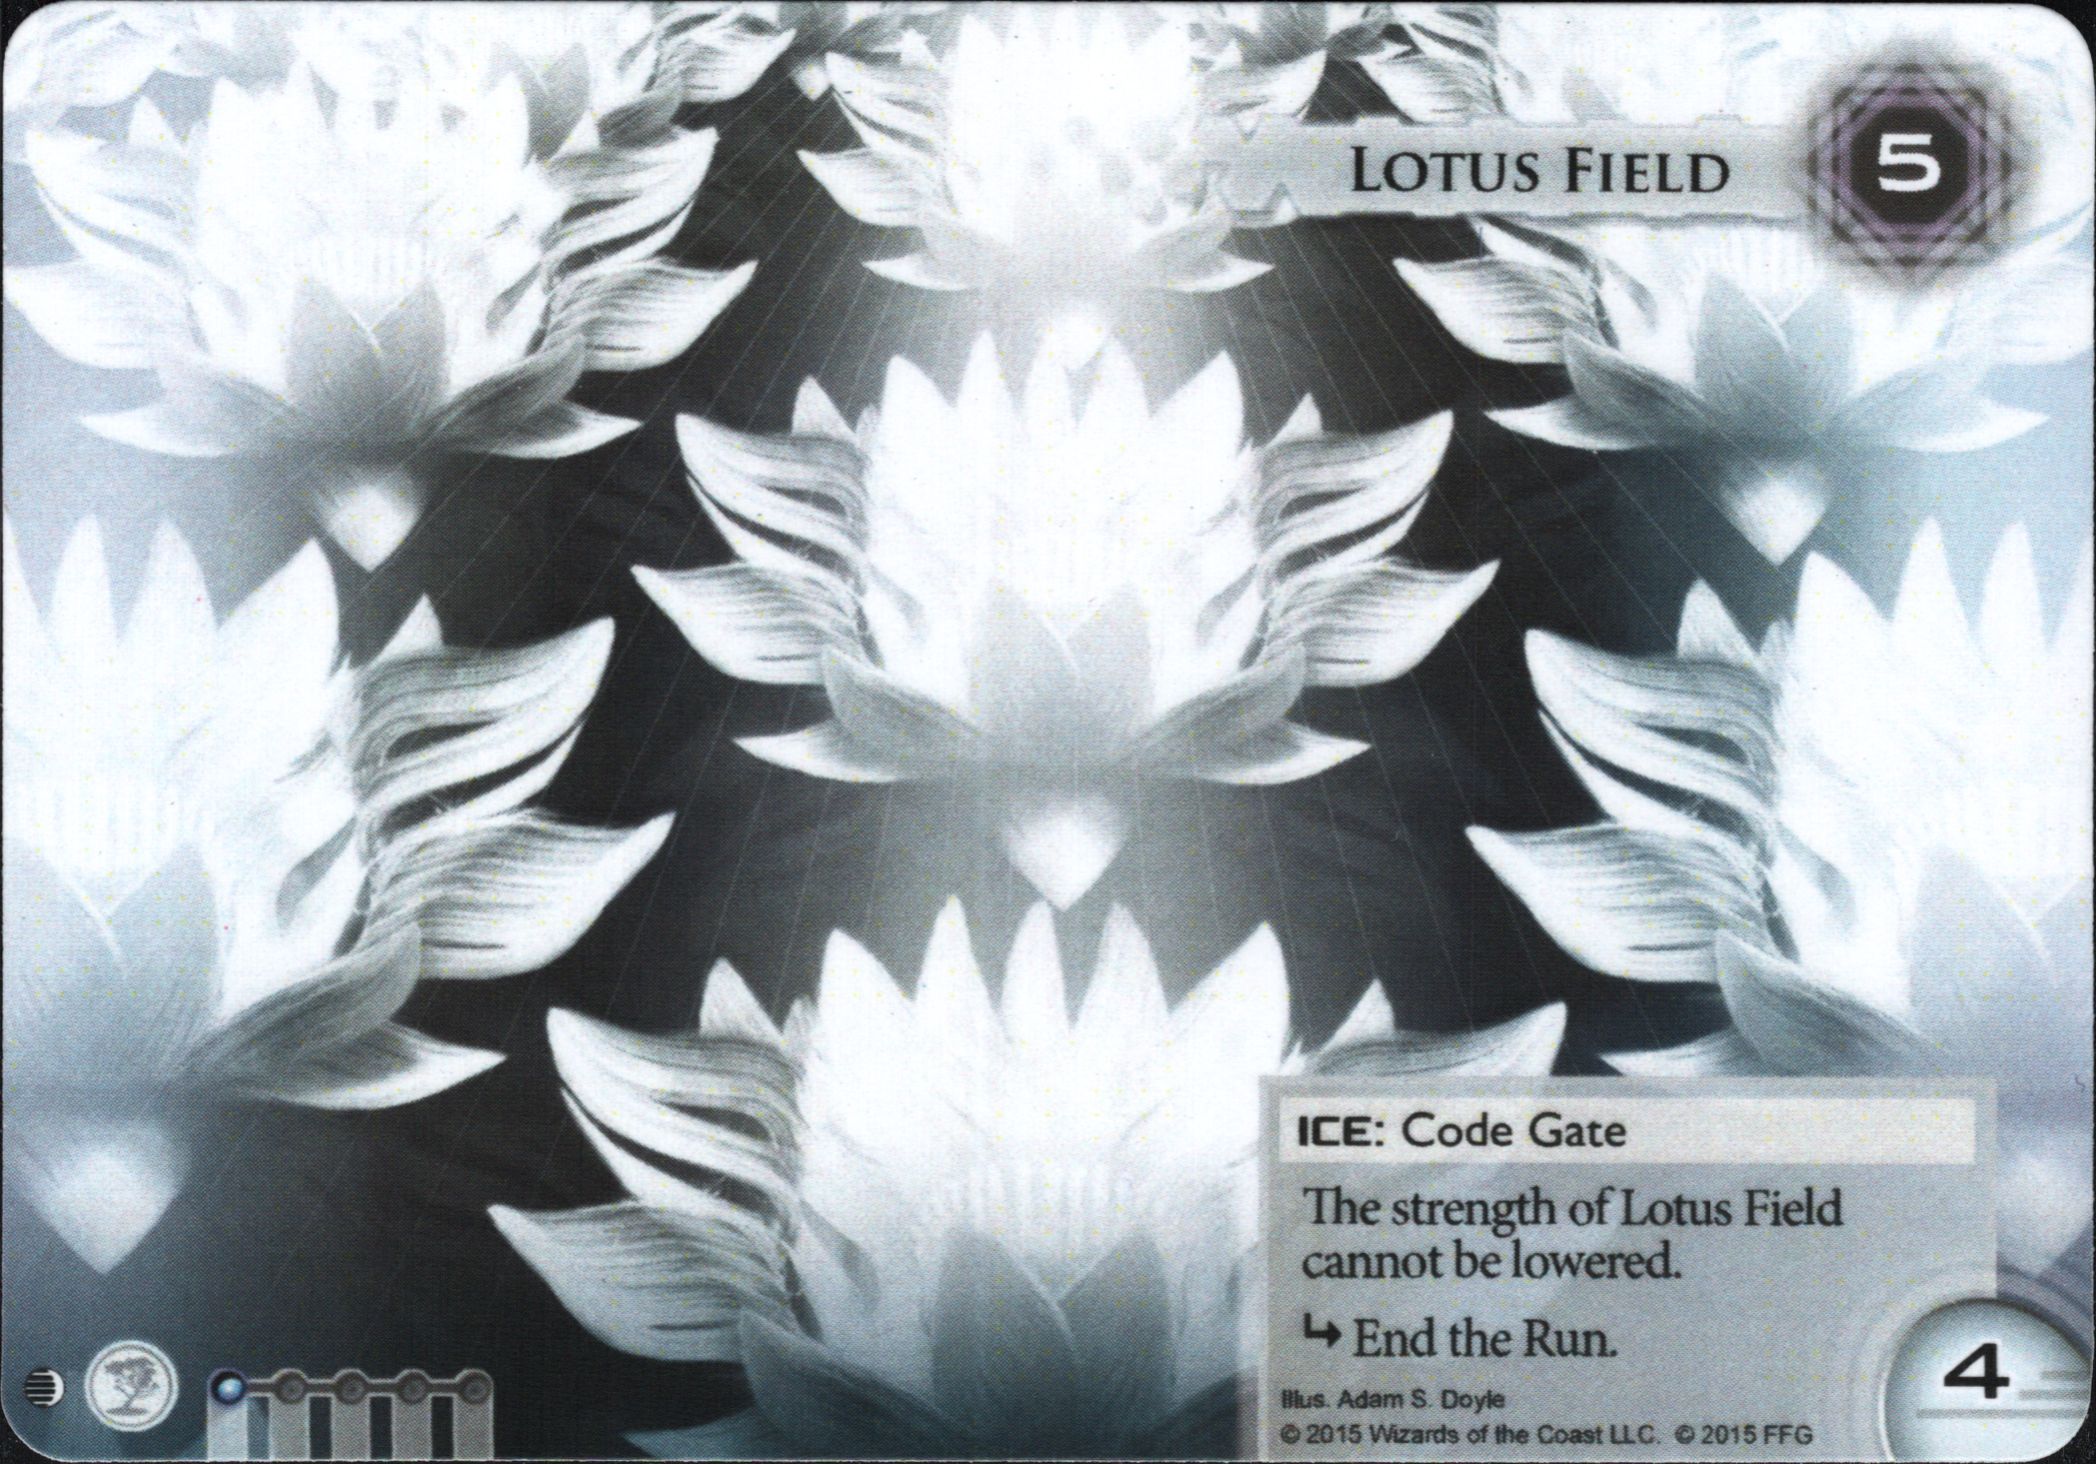 LOTUS FIELD
5
ICE: Code Gate
The strength of Lotus Field
cannot be lowered.
↳ End the Run.
4
Illus. Adam S. Doyle
© 2015 Wizards of the Coast LLC. © 2015 FFG